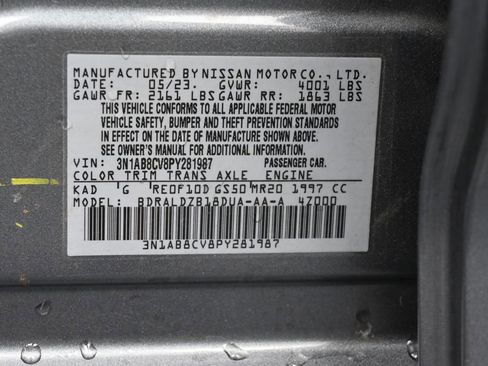 MANUFACTURED BY NISSAN MOTOR CO., LTD.
DATE: 05/23. GVWR: 4001 LBS
GAWR FR: 2161 LBS GAWR RR: 1863 LBS
THIS VEHICLE CONFORMS TO ALL APPLICABLE FEDERAL MOTOR
VEHICLE SAFETY, BUMPER, AND THEFT PREVENTION STANDARDS
IN EFFECT ON THE DATE OF MANUFACTURE SHOWN ABOVE.
SEE OWNER'S MANUAL FOR ADDITIONAL INFORMATION.
VIN: 3N1AB8CV8PY281987 PASSENGER CAR.
COLOR TRIM TRANS AXLE ENGINE
KAD G RE0F10D GS50 MR20 1997 CC
MODEL: BDRALDZB18DUA-AA-A 4Z000
3N1AB8CV8PY281987